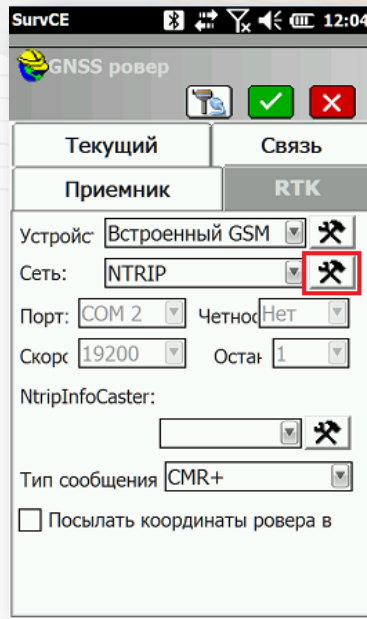 SurvCE 12:04
GNSS ровер
Текущий Связь
Приемник RTK
Устройс Встроенный GSM
Сеть: NTRIP
Порт: COM 2 Четнос Нет
Скорс 19200 Остан 1
NtripInfoCaster:
Тип сообщения CMR+
Посылать координаты ровера в